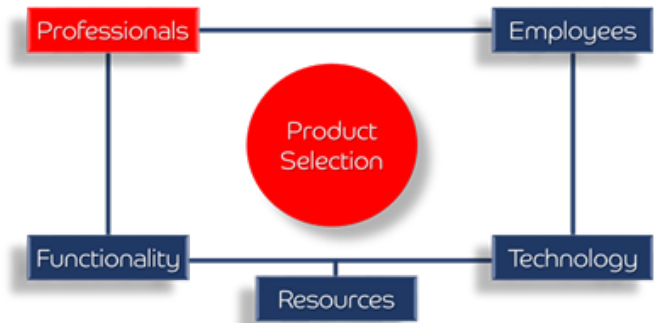 Professionals
Employees
Product
Selection
Functionality
Technology
Resources